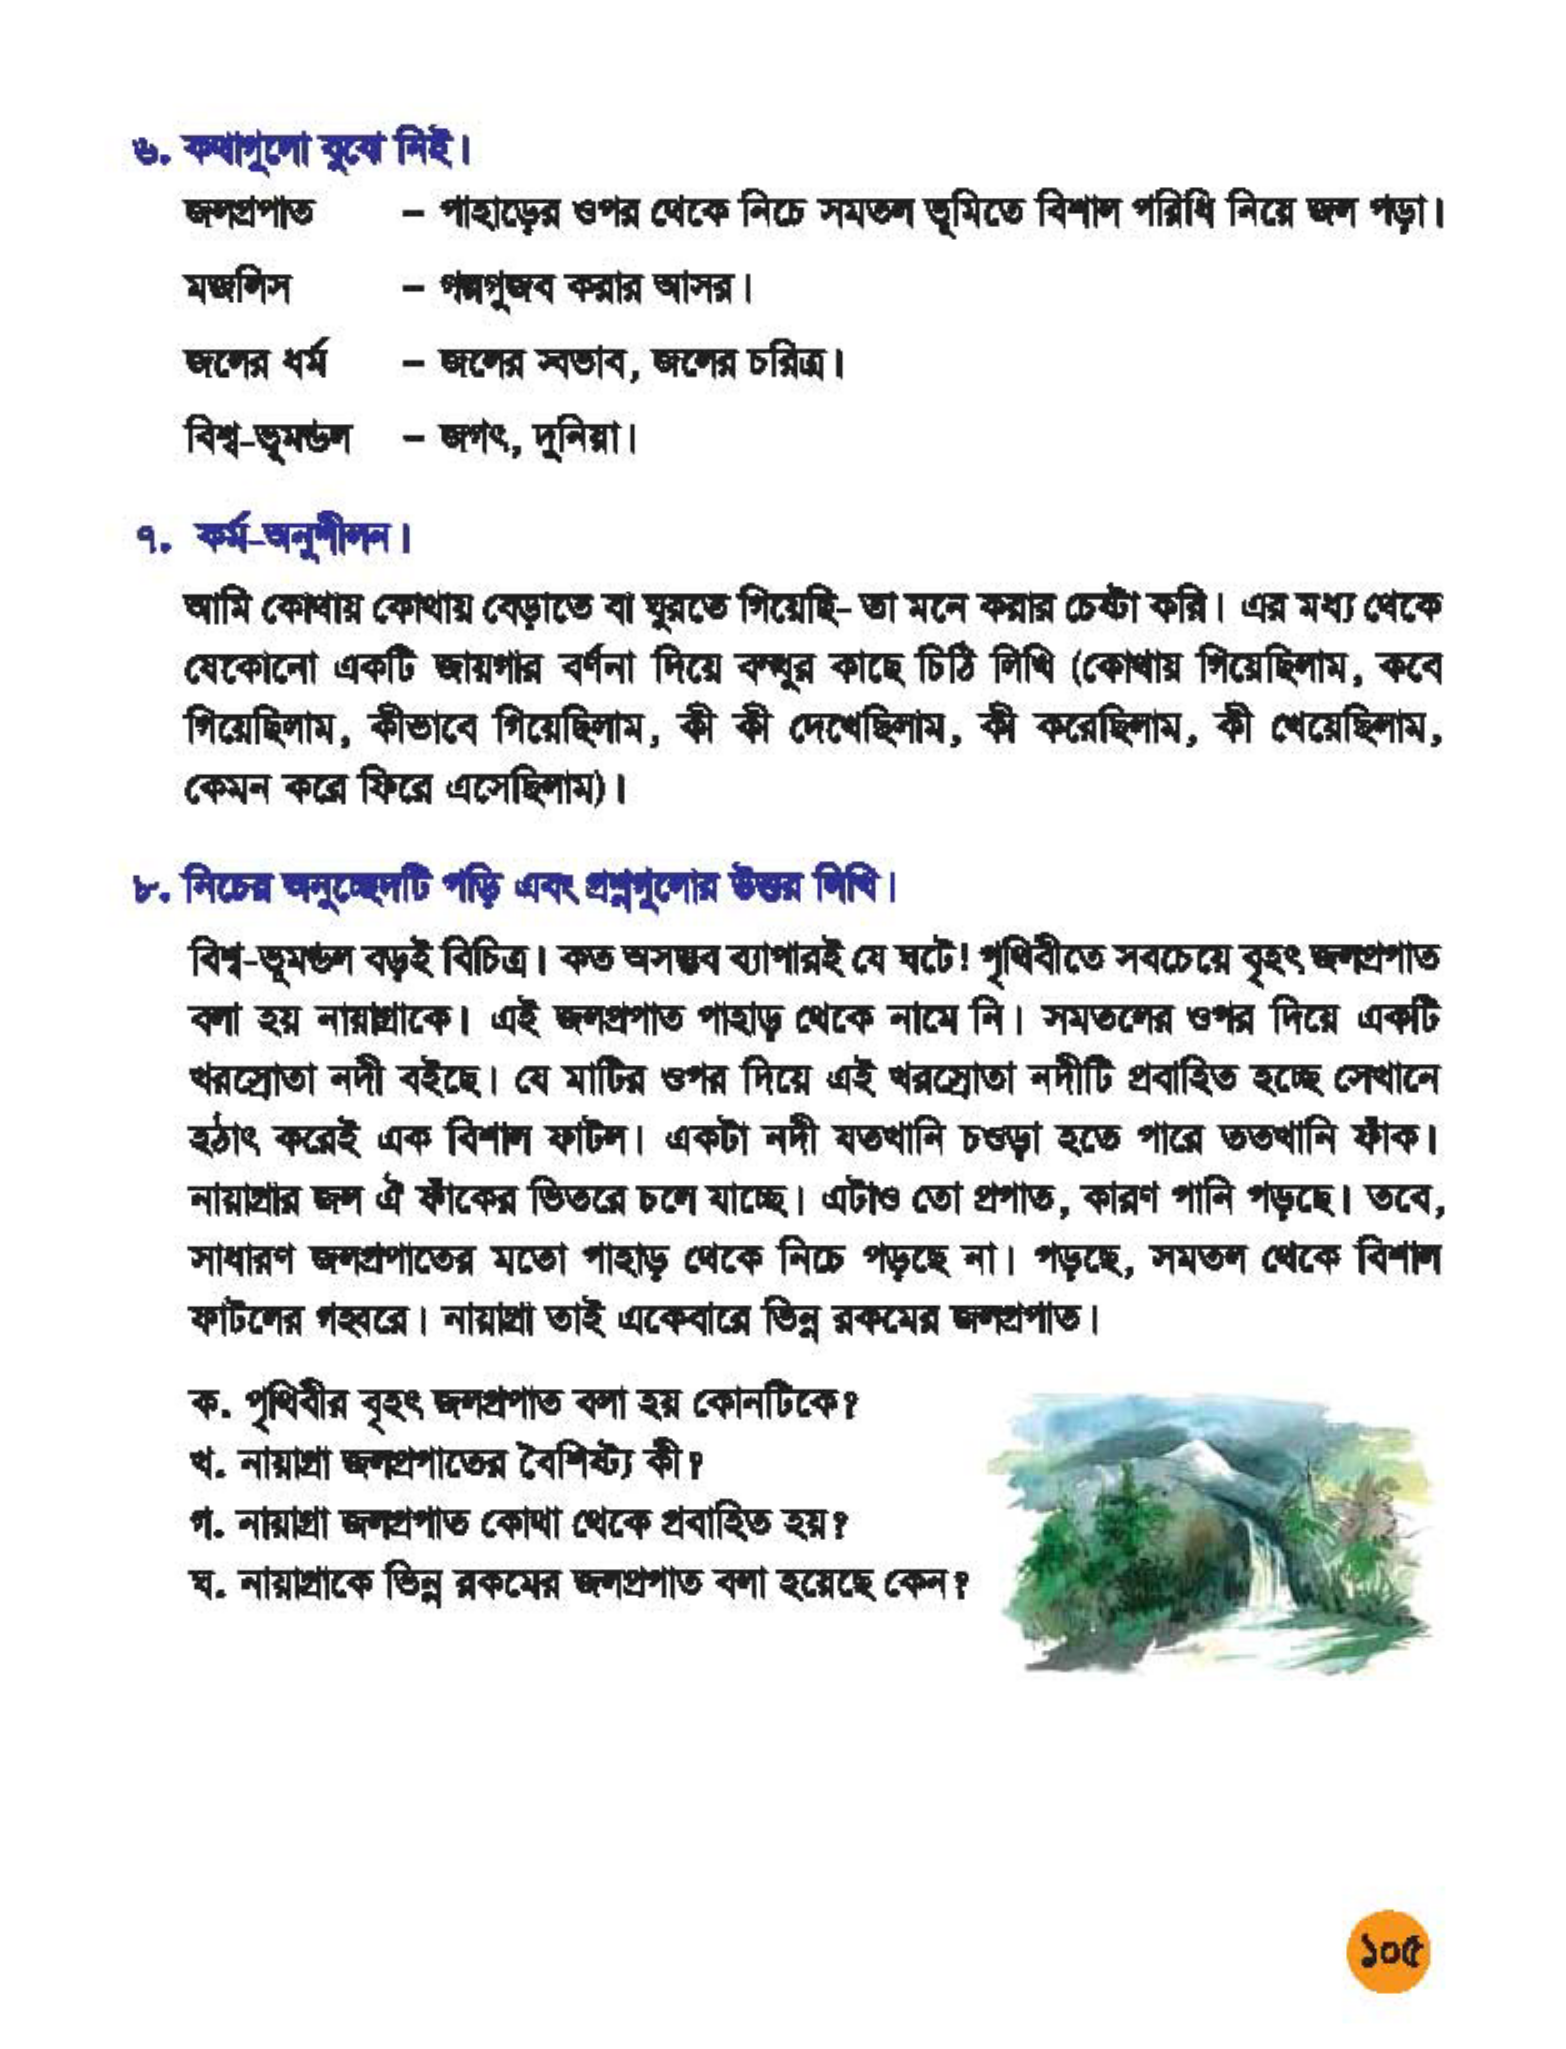 ৬. কথাগুলো বুঝে নিই।
জলপ্রপাত – পাহাড়ের ওপর থেকে নিচে সমতল ভূমিতে বিশাল পরিধি নিয়ে জল পড়া।
মজলিস – গল্পগুজব করার আসর।
জলের ধর্ম – জলের স্বভাব, জলের চরিত্র।
বিশ্ব-ভূমণ্ডল – জগৎ, দুনিয়া।
৭. কর্ম-অনুশীলন।
আমি কোথায় কোথায় বেড়াতে বা ঘুরতে গিয়েছি- তা মনে করার চেষ্টা করি। এর মধ্য থেকে
যেকোনো একটি জায়গার বর্ণনা দিয়ে বন্ধুর কাছে চিঠি লিখি (কোথায় গিয়েছিলাম, কবে
গিয়েছিলাম, কীভাবে গিয়েছিলাম, কী কী দেখেছিলাম, কী করেছিলাম, কী খেয়েছিলাম,
কেমন করে ফিরে এসেছিলাম)।
৮. নিচের অনুচ্ছেদটি পড়ি এবং প্রশ্নগুলোর উত্তর লিখি।
বিশ্ব-ভূমণ্ডল বড়ই বিচিত্র। কত অসম্ভব ব্যাপারই যে ঘটে! পৃথিবীতে সবচেয়ে বৃহৎ জলপ্রপাত
বলা হয় নায়াগ্রাকে। এই জলপ্রপাত পাহাড় থেকে নামে নি। সমতলের ওপর দিয়ে একটি
খরস্রোতা নদী বইছে। যে মাটির ওপর দিয়ে এই খরস্রোতা নদীটি প্রবাহিত হচ্ছে সেখানে
হঠাৎ করেই এক বিশাল ফাটল। একটা নদী যতখানি চওড়া হতে পারে ততখানি ফাঁক।
নায়াগ্রার জল ঐ ফাঁকের ভিতরে চলে যাচ্ছে। এটাও তো প্রপাত, কারণ পানি পড়ছে। তবে,
সাধারণ জলপ্রপাতের মতো পাহাড় থেকে নিচে পড়ছে না। পড়ছে, সমতল থেকে বিশাল
ফাটলের গহ্বরে। নায়াগ্রা তাই একেবারে ভিন্ন রকমের জলপ্রপাত।
ক. পৃথিবীর বৃহৎ জলপ্রপাত বলা হয় কোনটিকে?
খ. নায়াগ্রা জলপ্রপাতের বৈশিষ্ট্য কী?
গ. নায়াগ্রা জলপ্রপাত কোথা থেকে প্রবাহিত হয়?
ঘ. নায়াগ্রাকে ভিন্ন রকমের জলপ্রপাত বলা হয়েছে কেন?
১০৫